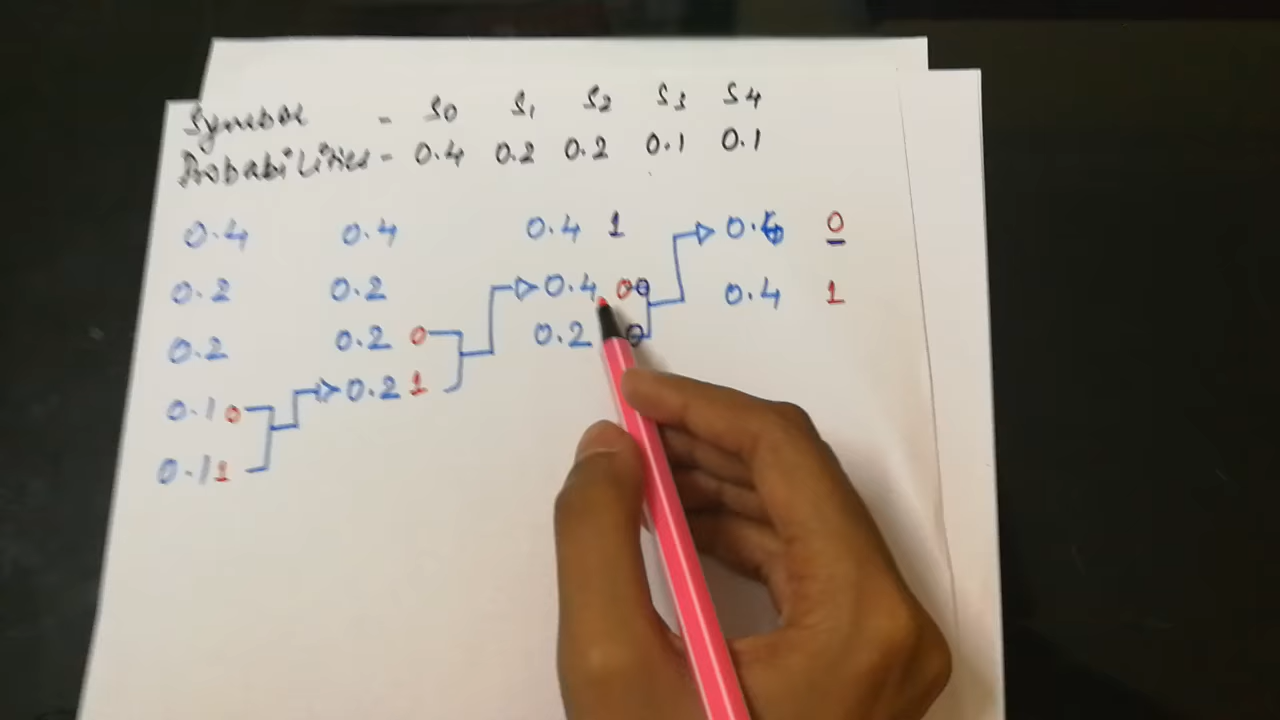 Symbol - S0 S1 S2 S3 S4
Probabilities - 0.4 0.2 0.2 0.1 0.1
0.4 0.4 0.4 1 0.6 0
0.2 0.2 0.4 00 0.4 1
0.2 0.2 0 0.2 0
0.1 0 0.2 1
0.1 1